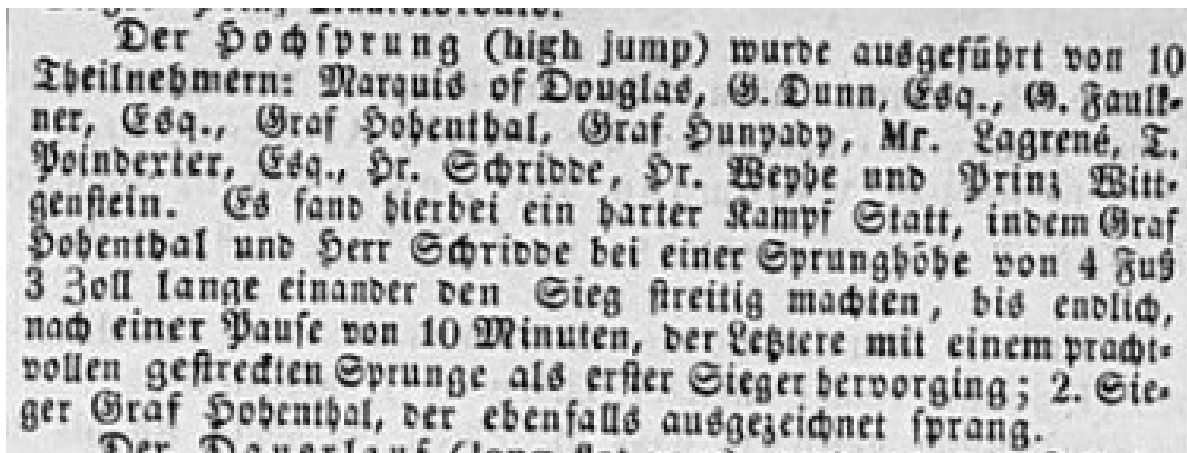 Der Hochsprung (high jump) wurde ausgeführt von 10
Theilnehmern: Marquis of Douglas, G. Dunn, Esq., G. Faulk-
ner, Esq., Graf Hohenthal, Graf Hunyady, Mr. Lagrené, T.
Poindexter, Esq., Hr. Schridde, Hr. Weyhe und Prinz Witt-
genstein. Es fand hierbei ein harter Kampf Statt, indem Graf
Hohenthal und Herr Schridde bei einer Sprunghöhe von 4 Fuß
3 Zoll lange einander den Sieg streitig machten, bis endlich,
nach einer Pause von 10 Minuten, der Letztere mit einem pracht-
vollen gestreckten Sprunge als erster Sieger hervorging; 2. Sie-
ger Graf Hohenthal, der ebenfalls ausgezeichnet sprang.
Der Dauerlauf (long